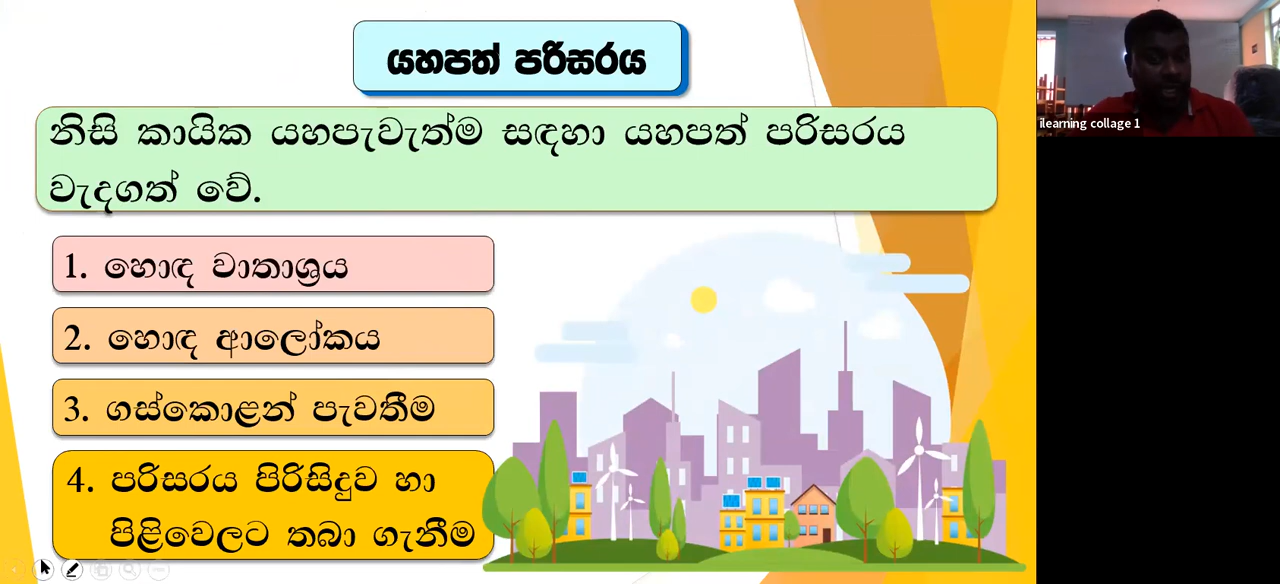 යහපත් පරිසරය
නිසි කායික යහපැවැත්ම සඳහා යහපත් පරිසරය
වැදගත් වේ.
1. හොඳ වාතාශ්‍රය
2. හොඳ ආලෝකය
3. ගස්කොළන් පැවතීම
4. පරිසරය පිරිසිදුව හා
පිළිවෙලට තබා ගැනීම
ilearning collage 1